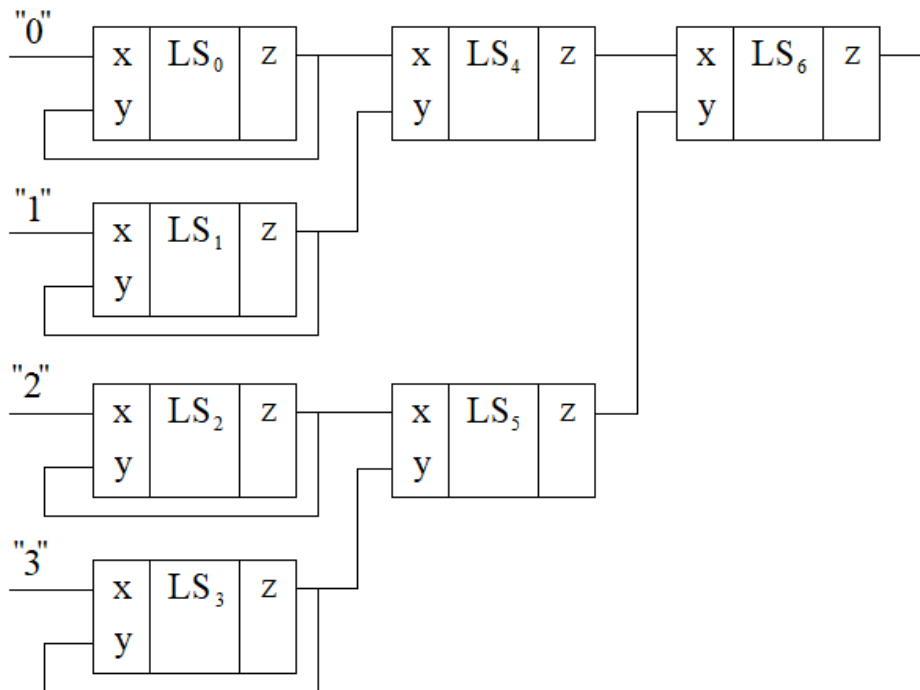 "0"
x LS₀ z
y
x LS₄ z
y
x LS₆ z
y
"1"
x LS₁ z
y
"2"
x LS₂ z
y
x LS₅ z
y
"3"
x LS₃ z
y